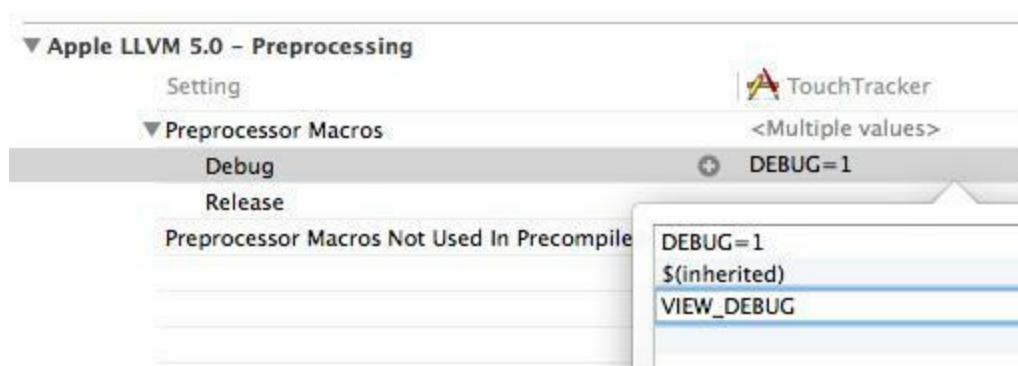 Apple LLVM 5.0 – Preprocessing
Setting TouchTracker
Preprocessor Macros <Multiple values>
Debug DEBUG=1
Release
Preprocessor Macros Not Used In Precompile
DEBUG=1
$(inherited)
VIEW_DEBUG